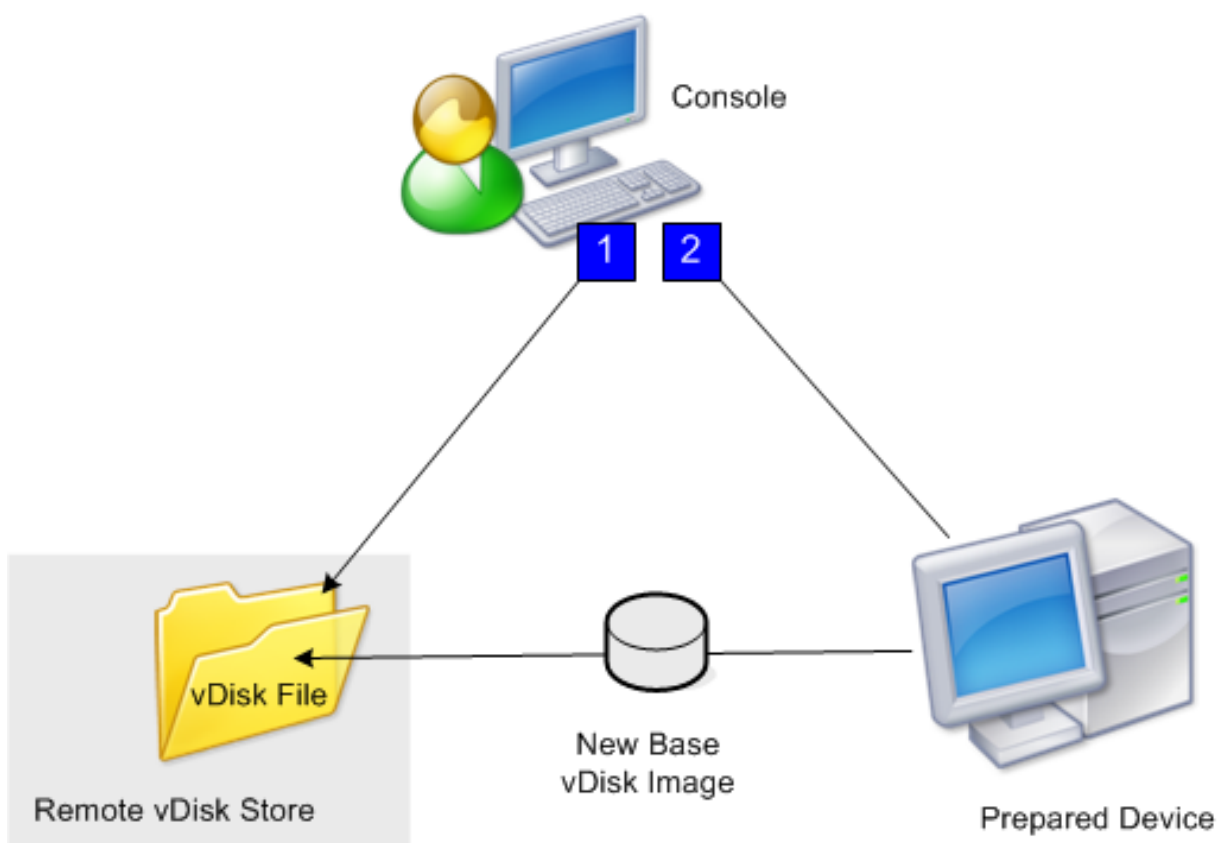 Console
1 2
vDisk File
New Base
vDisk Image
Remote vDisk Store
Prepared Device